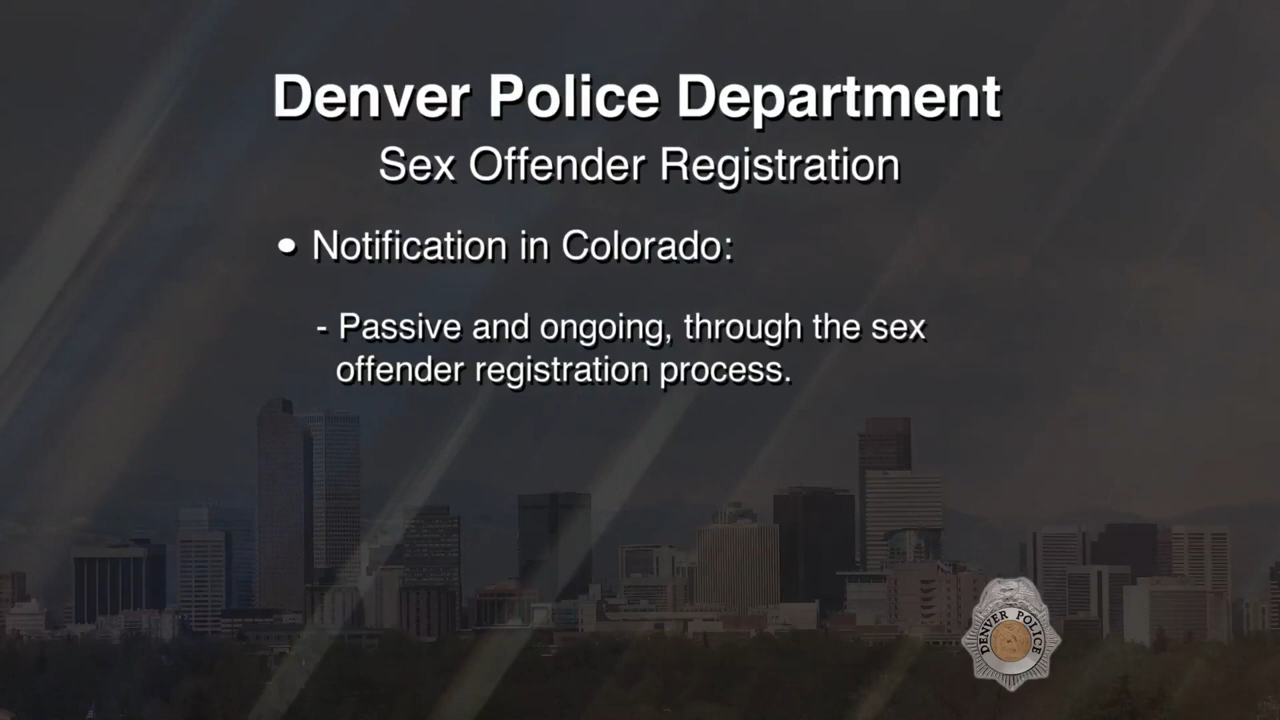 Denver Police Department
Sex Offender Registration
• Notification in Colorado:
- Passive and ongoing, through the sex
offender registration process.
DENVER POLICE